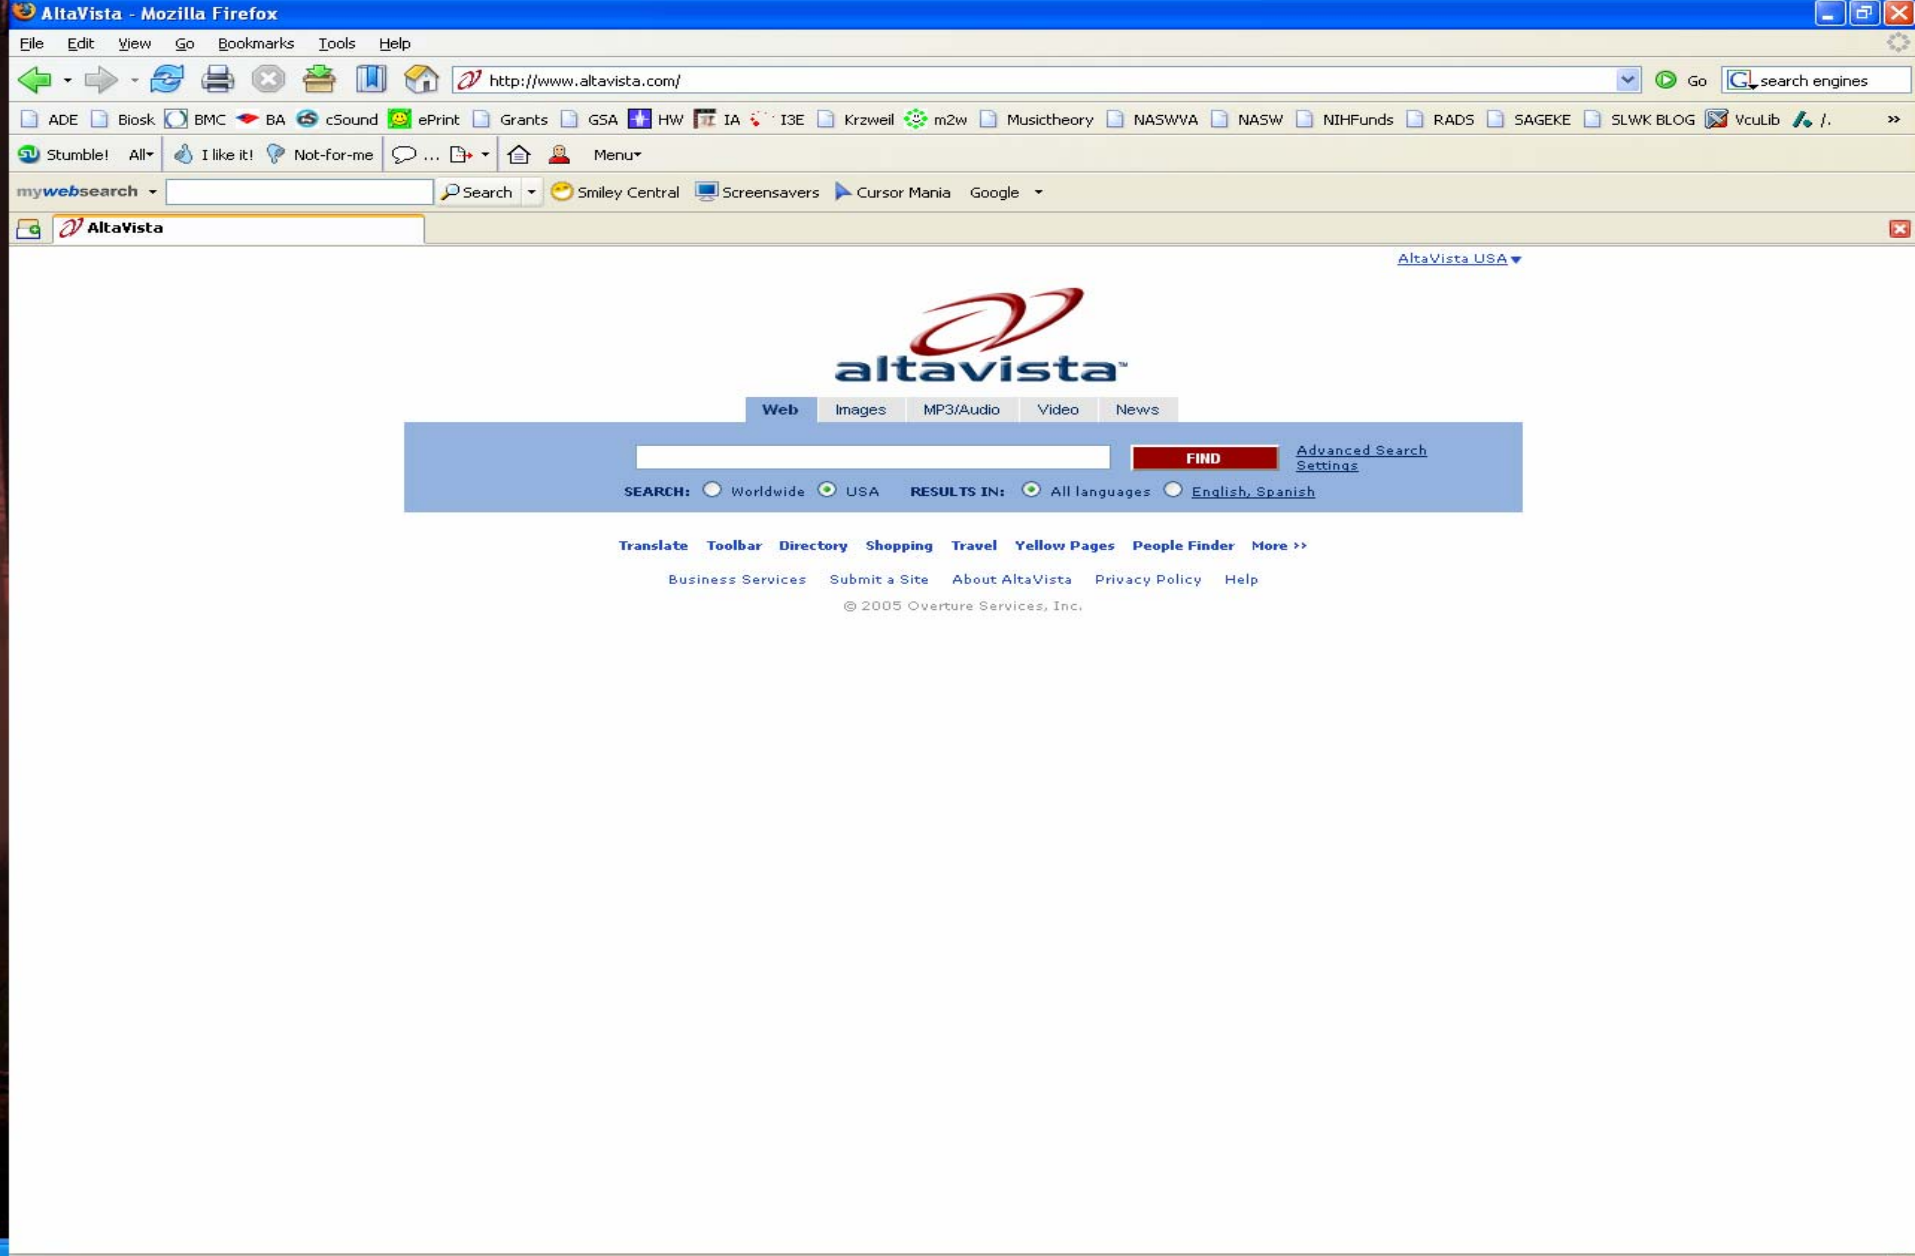 AltaVista - Mozilla Firefox
File Edit View Go Bookmarks Tools Help
http://www.altavista.com/ Go G search engines
ADE Biosk BMC BA cSound ePrint Grants GSA HW IA I3E Krzweil m2w Musictheory NASWVA NASW NIHFunds RADS SAGEKE SLWK BLOG VcuLib /. »
Stumble! All I like it! Not-for-me ... Menu
mywebsearch Search Smiley Central Screensavers Cursor Mania Google
AltaVista
AltaVista USA
altavista™
Web Images MP3/Audio Video News
FIND Advanced Search
Settings
SEARCH: Worldwide USA RESULTS IN: All languages English, Spanish
Translate Toolbar Directory Shopping Travel Yellow Pages People Finder More >>
Business Services Submit a Site About AltaVista Privacy Policy Help
© 2005 Overture Services, Inc.